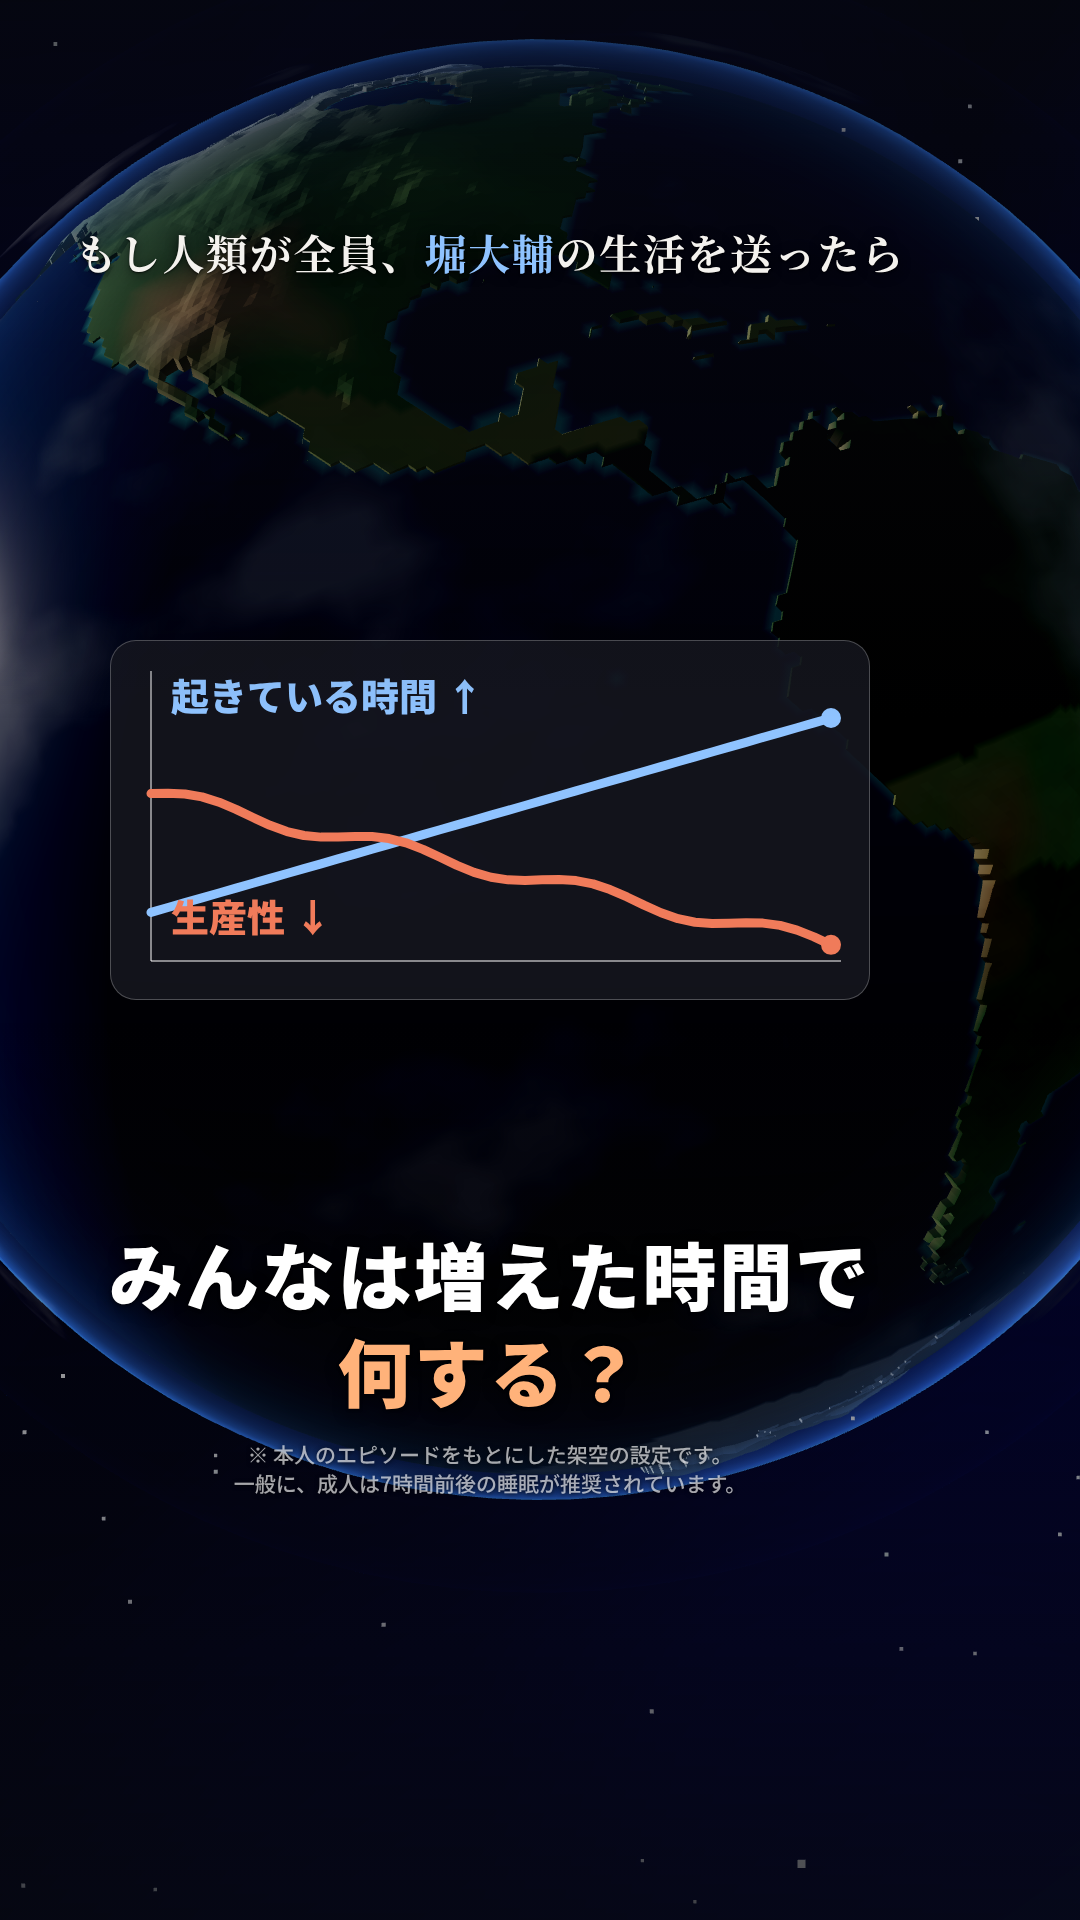 もし人類が全員、堀大輔の生活を送ったら
起きている時間 ↑
生産性 ↓
みんなは増えた時間で
何する？
※ 本人のエピソードをもとにした架空の設定です。
一般に、成人は7時間前後の睡眠が推奨されています。